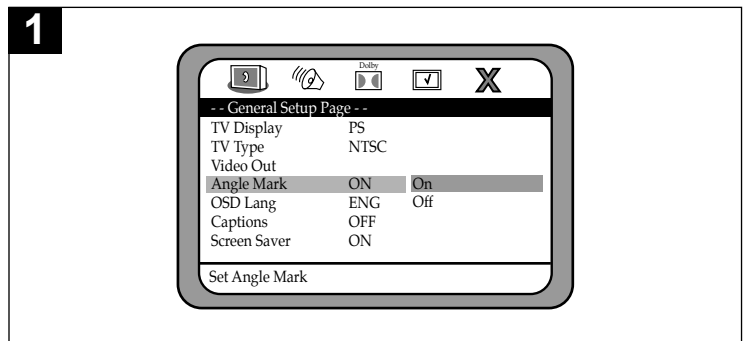 1
Dolby
X
- - General Setup Page - -
TV Display PS
TV Type NTSC
Video Out
Angle Mark ON On
OSD Lang ENG Off
Captions OFF
Screen Saver ON
Set Angle Mark